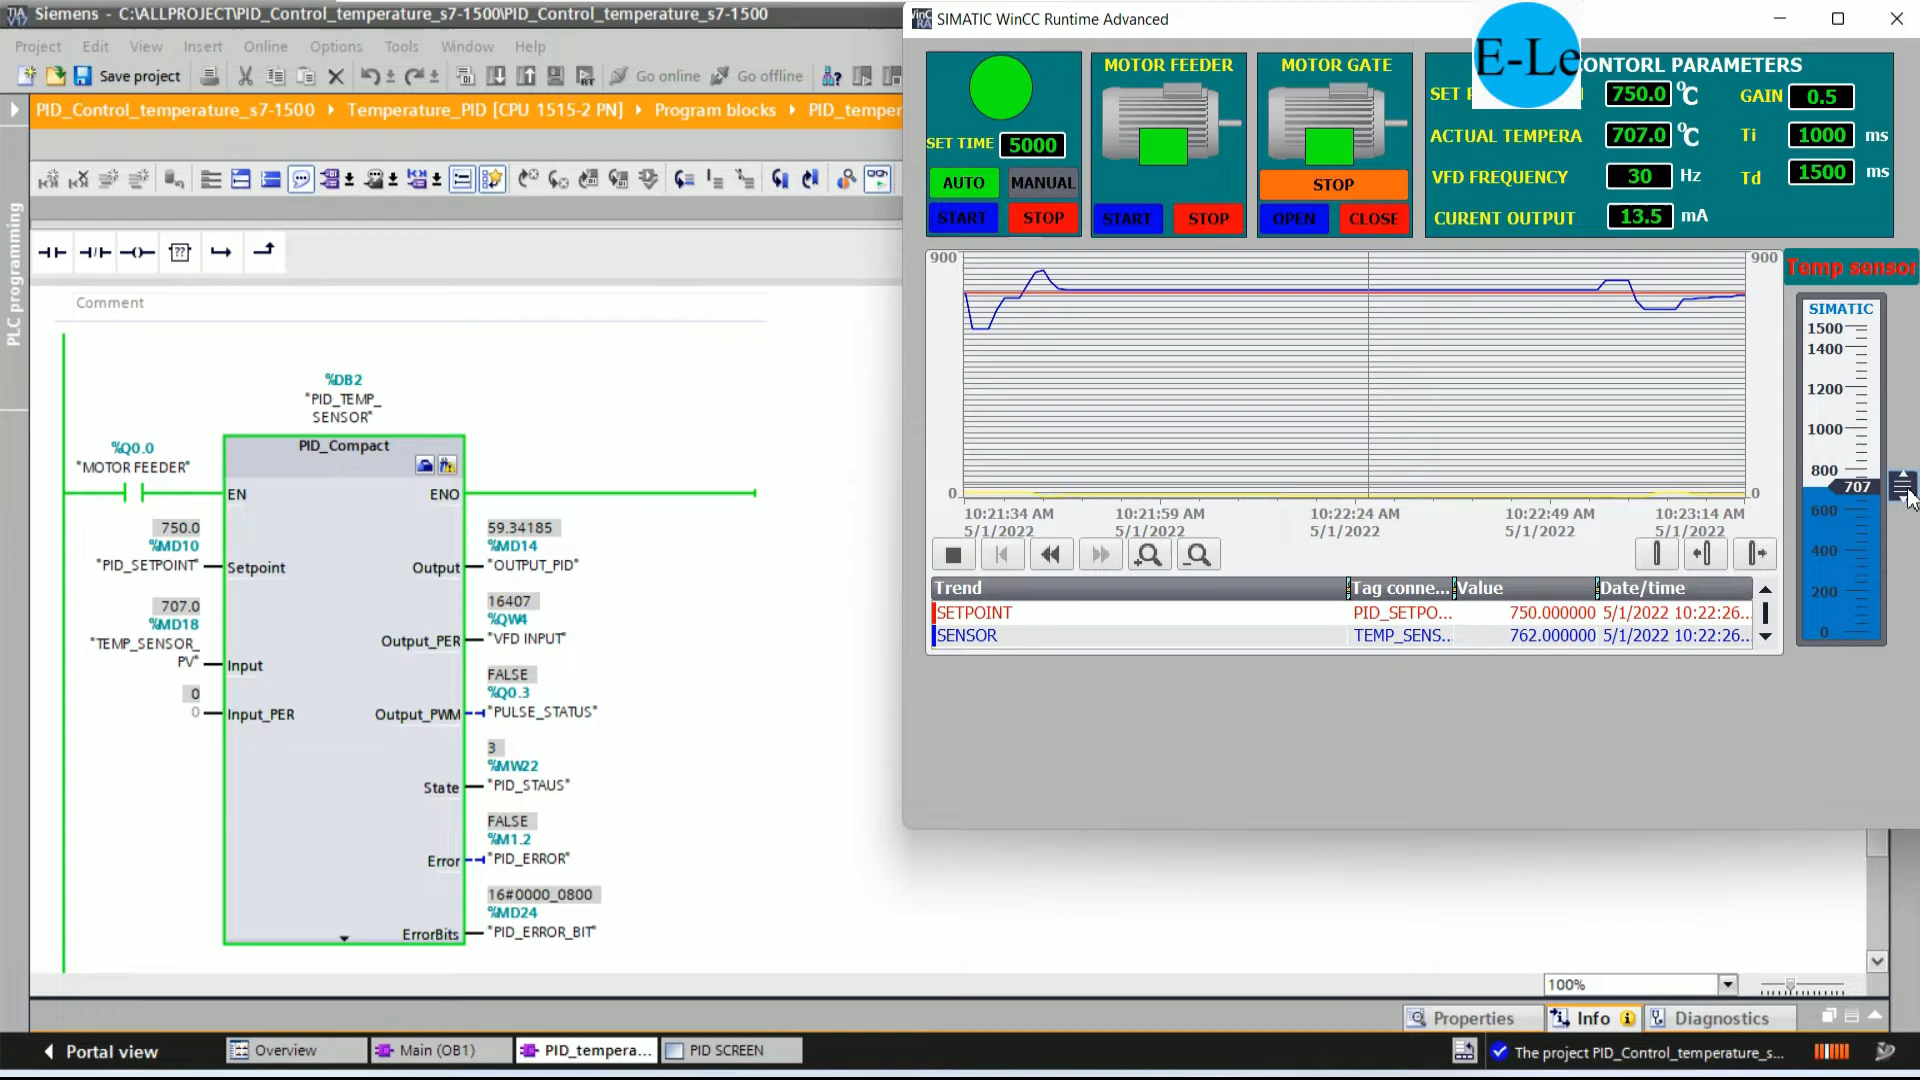 Siemens - C:\ALLPROJECT\PID_Control_temperature_s7-1500\PID_Control_temperature_s7-1500
Project Edit View Insert Online Options Tools Window Help
Save project
Go online
Go offline
PID_Control_temperature_s7-1500 Temperature_PID [CPU 1515-2 PN] Program blocks PID_temper
PLC programming
??
Comment
%DB2
"PID_TEMP_
SENSOR"
%Q0.0
"MOTOR FEEDER"
PID_Compact
EN ENO
750.0
%MD10
"PID_SETPOINT" Setpoint
707.0
%MD18
"TEMP_SENSOR_
PV" Input
0
0 Input_PER
59.34185
%MD14
Output "OUTPUT_PID"
16407
%QW4
Output_PER "VFD INPUT"
FALSE
%Q0.3
Output_PWM "PULSE_STATUS"
3
%MW22
State "PID_STAUS"
FALSE
%M1.2
Error "PID_ERROR"
16#0000_0800
%MD24
ErrorBits "PID_ERROR_BIT"
SIMATIC WinCC Runtime Advanced
E-Le
SET TIME 5000
AUTO MANUAL
START STOP
MOTOR FEEDER
START STOP
MOTOR GATE
STOP
OPEN CLOSE
CONTORL PARAMETERS
SET 750.0 °C GAIN 0.5
ACTUAL TEMPERA 707.0 °C Ti 1000 ms
VFD FREQUENCY 30 Hz Td 1500 ms
CURENT OUTPUT 13.5 mA
900 900
0 0
10:21:34 AM 10:21:59 AM 10:22:24 AM 10:22:49 AM 10:23:14 AM
5/1/2022 5/1/2022 5/1/2022 5/1/2022 5/1/2022
Trend Tag conne... Value Date/time
SETPOINT PID_SETPO... 750.000000 5/1/2022 10:22:26...
SENSOR TEMP_SENS.. 762.000000 5/1/2022 10:22:26...
Temp sensor
SIMATIC
1500
1400
1200
1000
800
707
600
400
200
0
100%
Properties Info Diagnostics
Portal view Overview Main (OB1) PID_tempera... PID SCREEN
The project PID_Control_temperature_s...